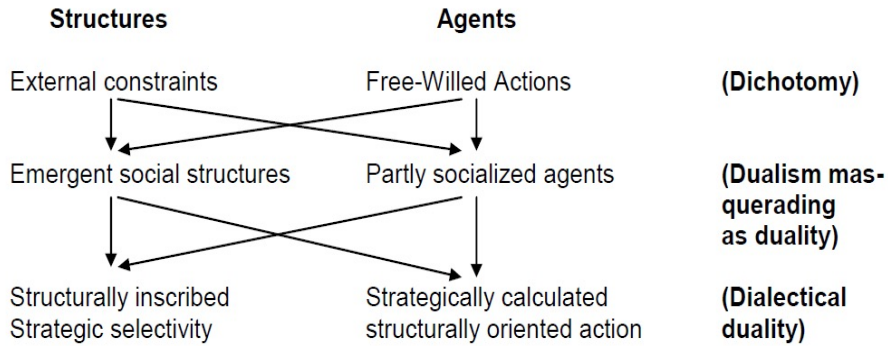 Structures Agents
External constraints Free-Willed Actions (Dichotomy)
Emergent social structures Partly socialized agents (Dualism mas-
querading
as duality)
Structurally inscribed Strategically calculated (Dialectical
Strategic selectivity structurally oriented action duality)